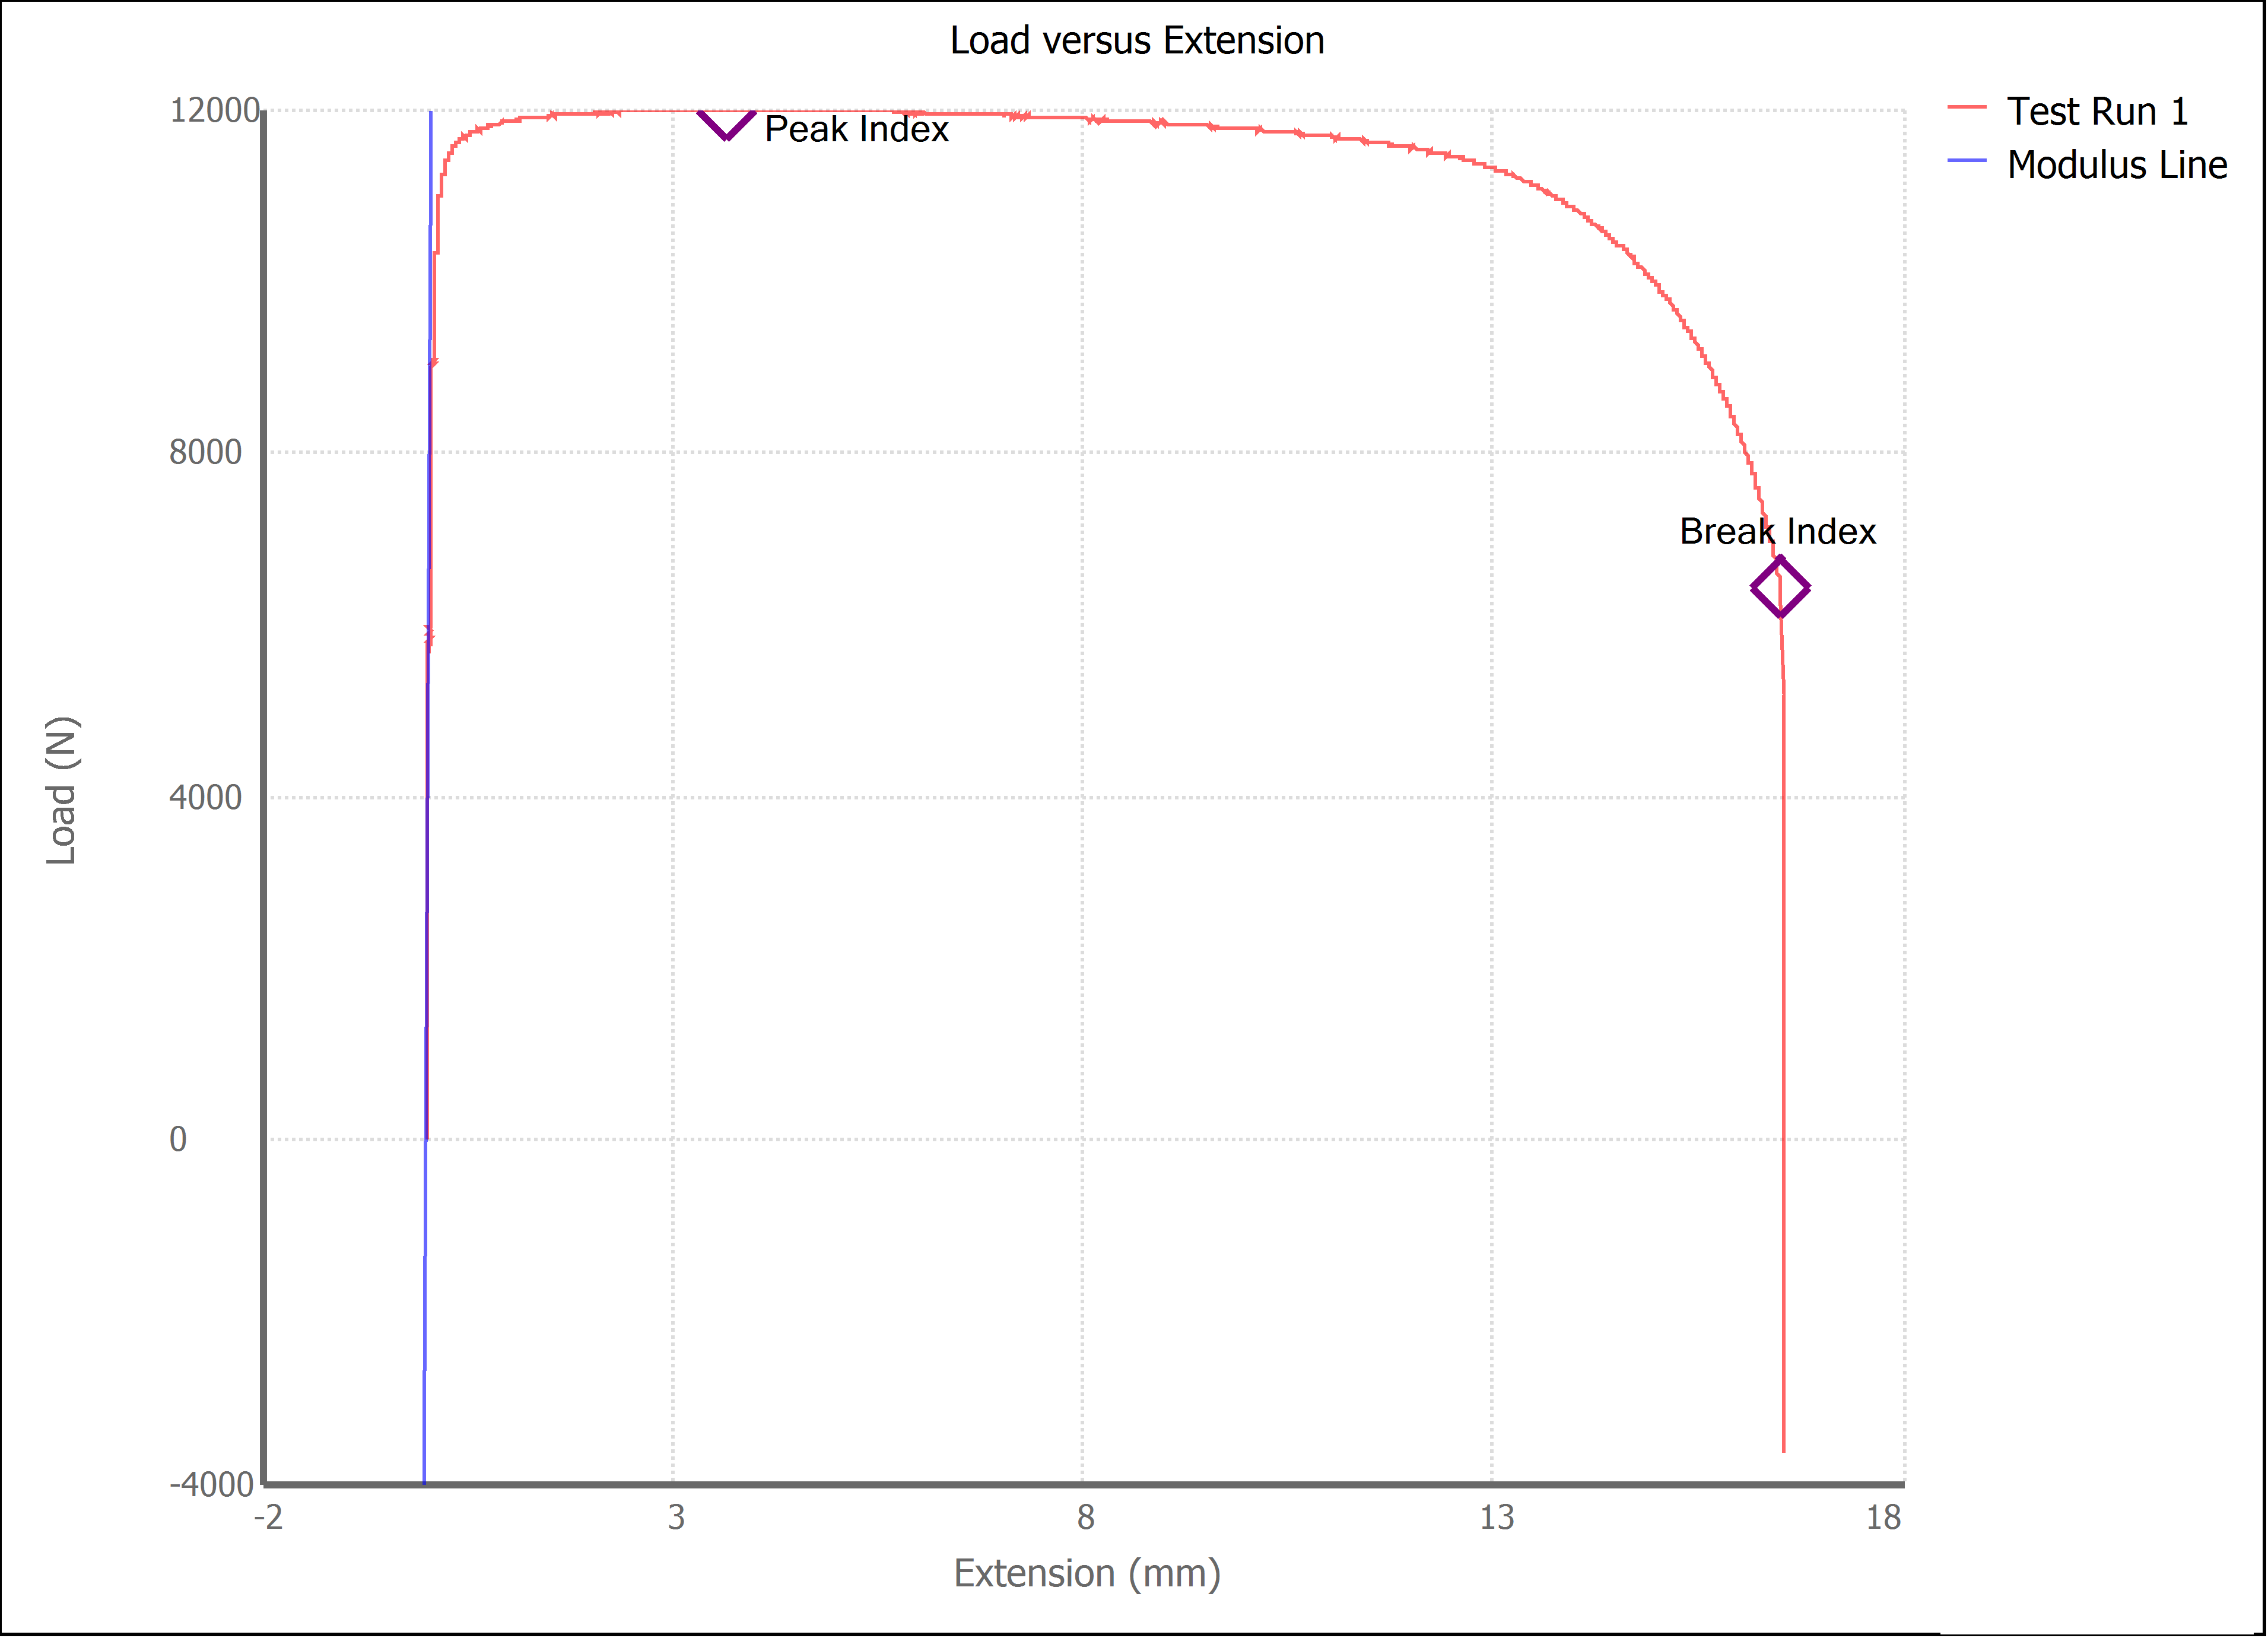 Load versus Extension
Test Run 1
Modulus Line
12000
8000
4000
0
-4000
Load (N)
Peak Index
Break Index
-2
3
8
13
18
Extension (mm)